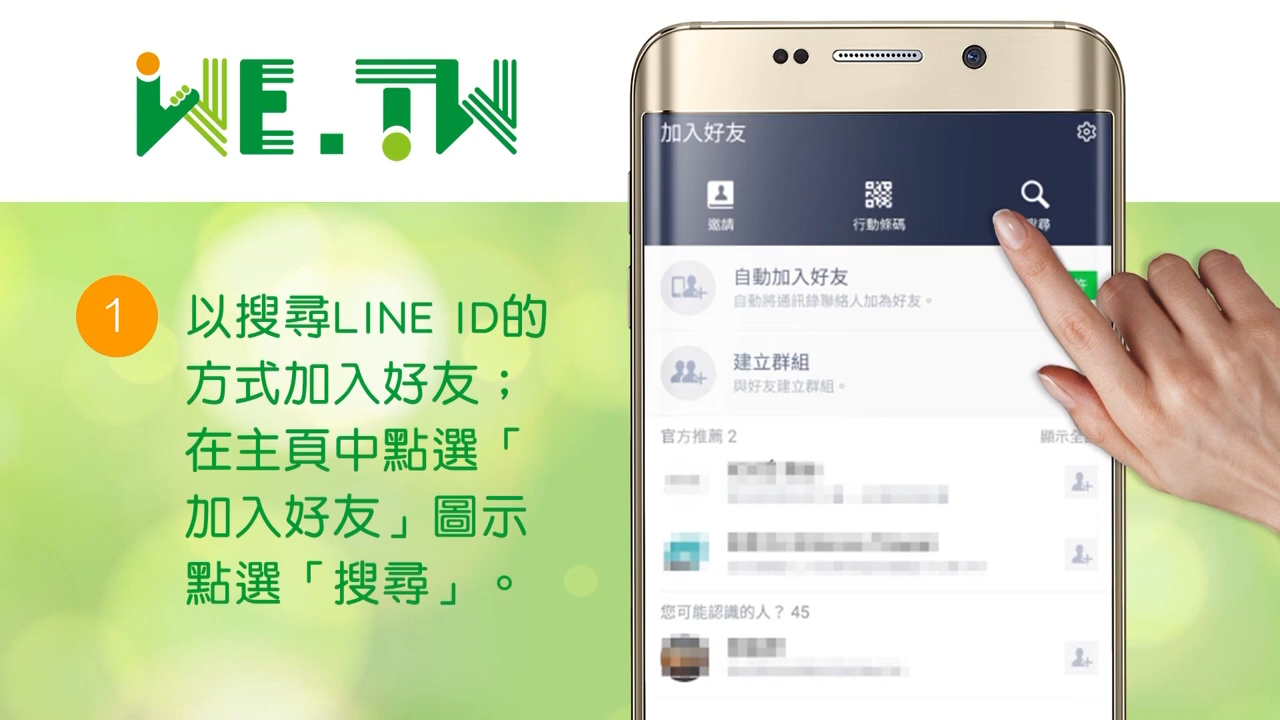 iWE.TW
1
以搜尋LINE ID的
方式加入好友；
在主頁中點選「
加入好友」圖示
點選「搜尋」。
加入好友
邀請
行動條碼
自動加入好友
自動將通訊錄聯絡人加為好友。
建立群組
與好友建立群組。
官方推薦 2
顯示全
您可能認識的人？ 45